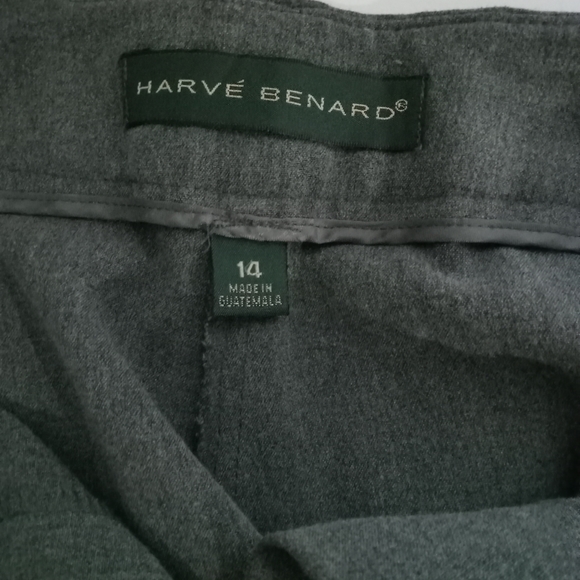 HARVÉ BENARD®
14
MADE IN
GUATEMALA